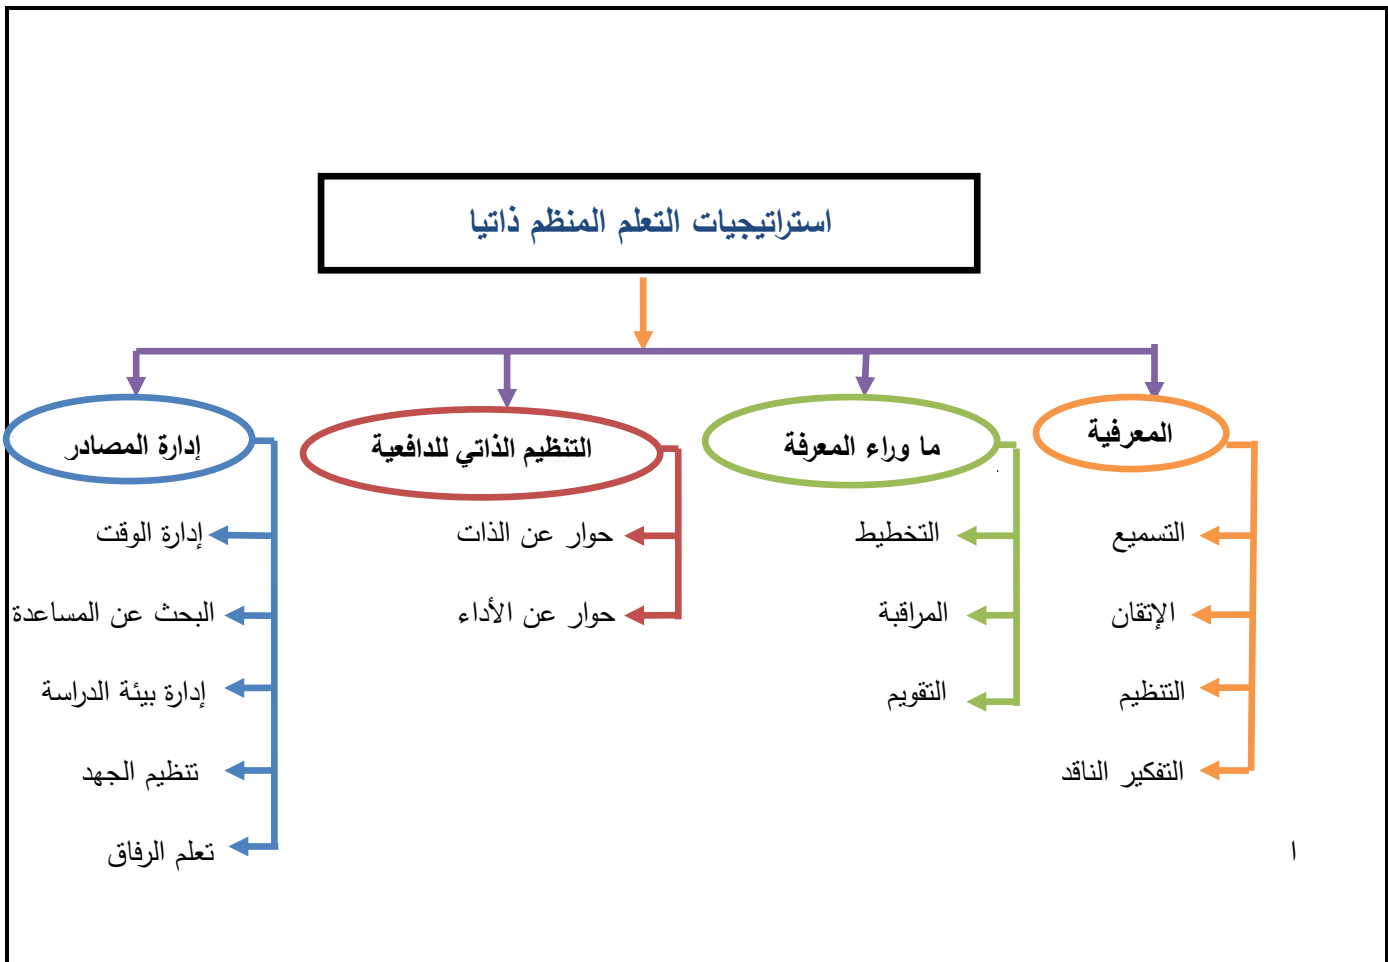 استراتيجيات التعلم المنظم ذاتيا
المعرفية
التسميع
الإتقان
التنظيم
التفكير الناقد
ما وراء المعرفة
التخطيط
المراقبة
التقويم
التنظيم الذاتي للدافعية
حوار عن الذات
حوار عن الأداء
إدارة المصادر
إدارة الوقت
البحث عن المساعدة
إدارة بيئة الدراسة
تنظيم الجهد
تعلم الرفاق
ا